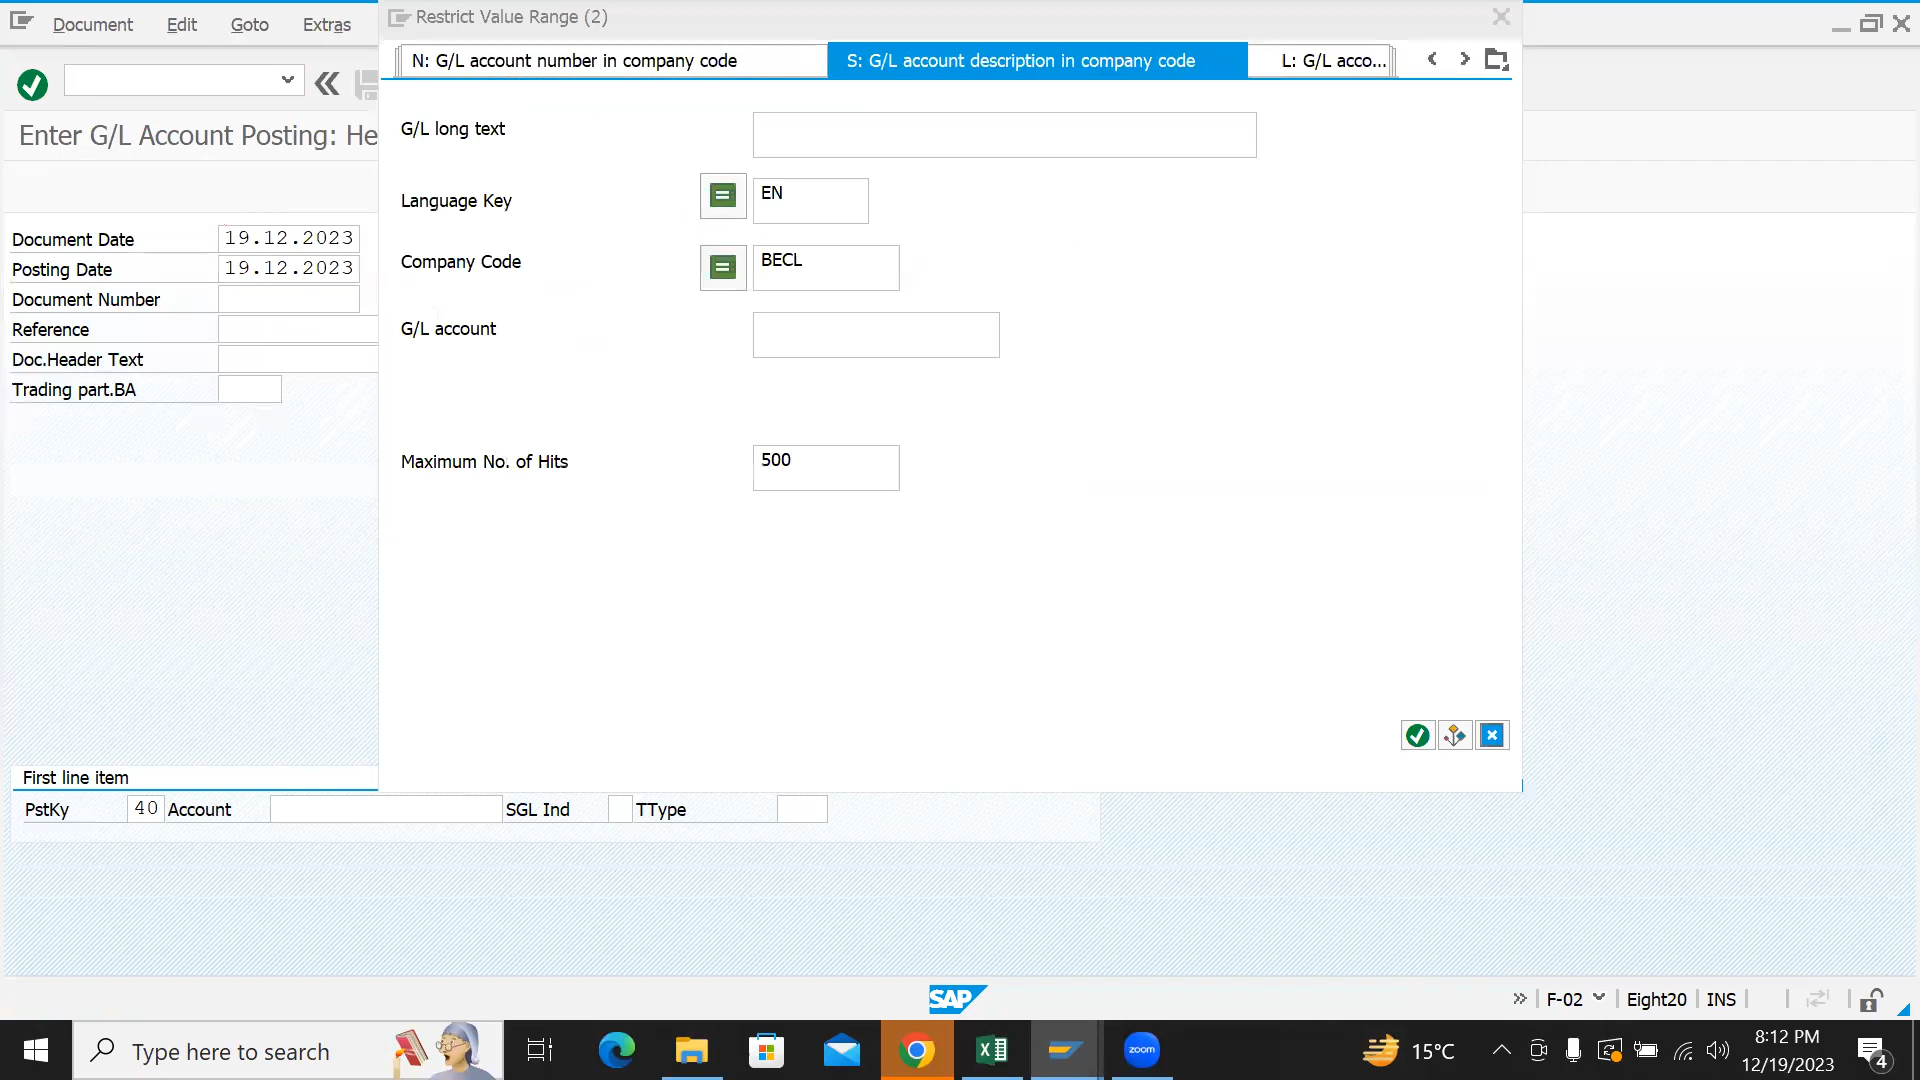 Document Edit Goto Extras
Restrict Value Range (2)
N: G/L account number in company code
S: G/L account description in company code
L: G/L acco...
Enter G/L Account Posting: He
G/L long text
Language Key EN
Company Code BECL
G/L account
Maximum No. of Hits 500
Document Date 19.12.2023
Posting Date 19.12.2023
Document Number
Reference
Doc.Header Text
Trading part.BA
First line item
PstKy 40 Account SGL Ind TType
SAP
F-02 Eight20 INS
Type here to search
zoom
15°C
8:12 PM
12/19/2023
4